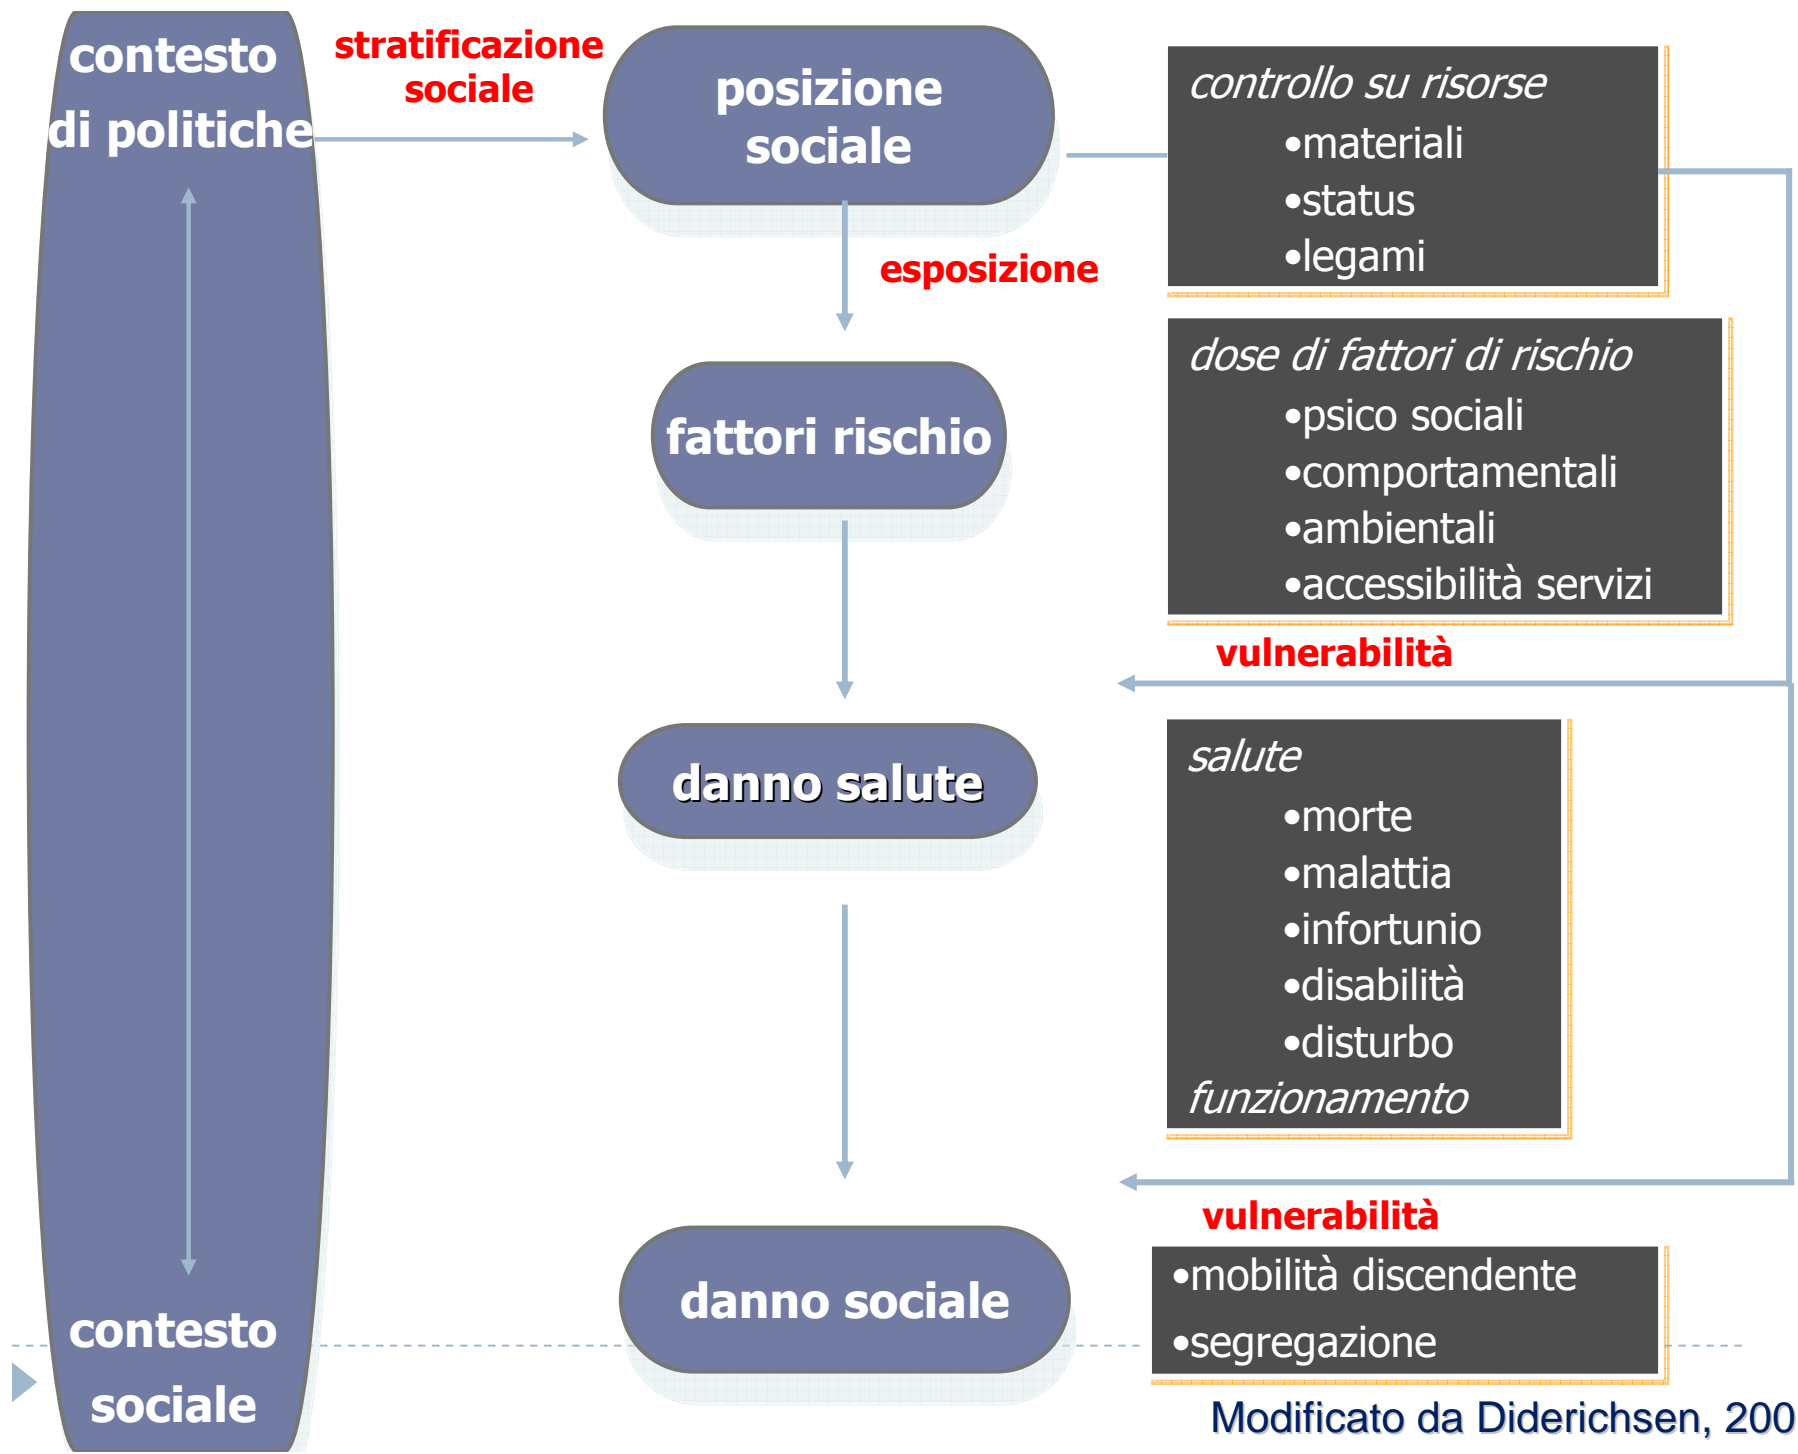 contesto
di politiche
stratificazione
sociale
posizione
sociale
controllo su risorse
•materiali
•status
•legami
esposizione
dose di fattori di rischio
•psico sociali
•comportamentali
•ambientali
•accessibilità servizi
fattori rischio
vulnerabilità
danno salute
salute
•morte
•malattia
•infortunio
•disabilità
•disturbo
funzionamento
vulnerabilità
danno sociale
•mobilità discendente
•segregazione
contesto
sociale
Modificato da Diderichsen, 200